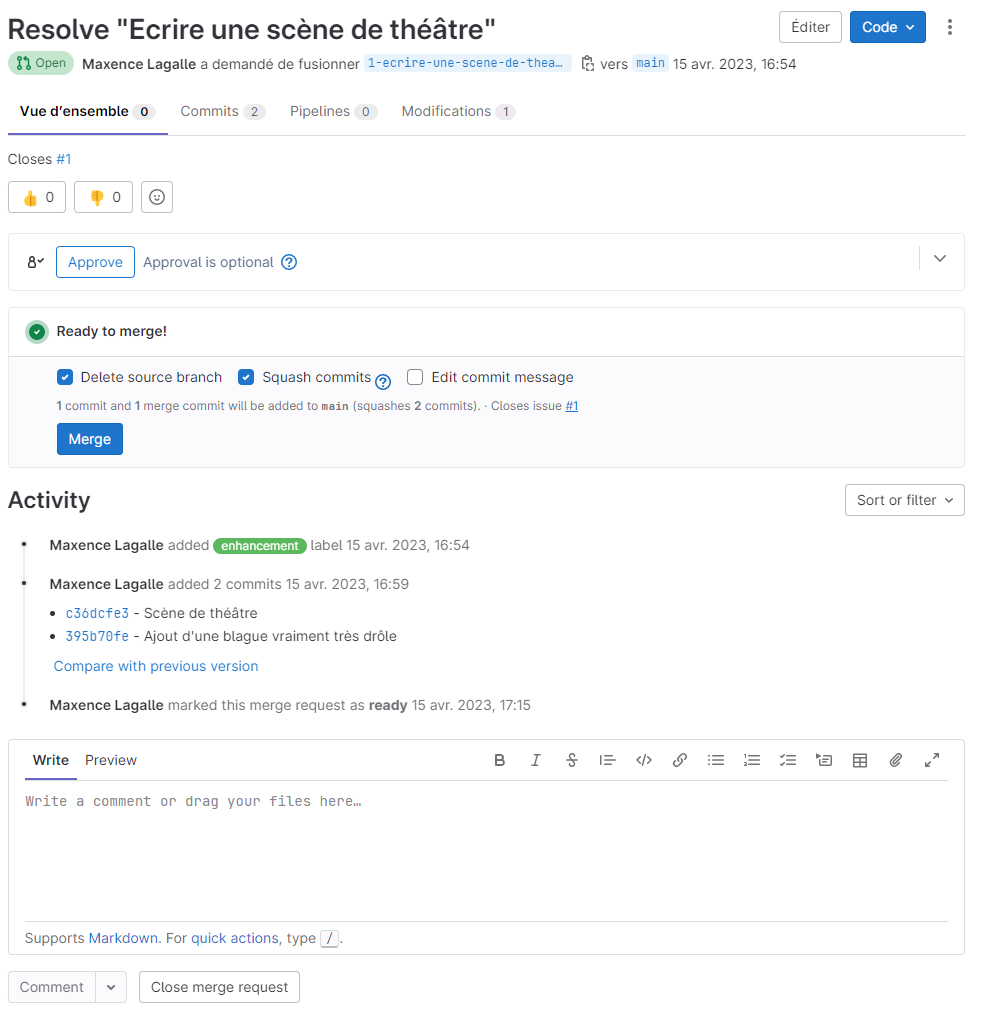 Resolve "Ecrire une scène de théâtre"
Éditer
Code
Open Maxence Lagalle a demandé de fusionner 1-ecrire-une-scene-de-thea… vers main 15 avr. 2023, 16:54
Vue d'ensemble 0 Commits 2 Pipelines 0 Modifications 1
Closes #1
👍 0 👎 0
Approve Approval is optional
Ready to merge!
Delete source branch Squash commits Edit commit message
1 commit and 1 merge commit will be added to main (squashes 2 commits). · Closes issue #1
Merge
Activity
Sort or filter
Maxence Lagalle added enhancement label 15 avr. 2023, 16:54
Maxence Lagalle added 2 commits 15 avr. 2023, 16:59
c36dcfe3 - Scène de théâtre
395b70fe - Ajout d'une blague vraiment très drôle
Compare with previous version
Maxence Lagalle marked this merge request as ready 15 avr. 2023, 17:15
Write Preview
Write a comment or drag your files here…
Supports Markdown. For quick actions, type /.
Comment
Close merge request